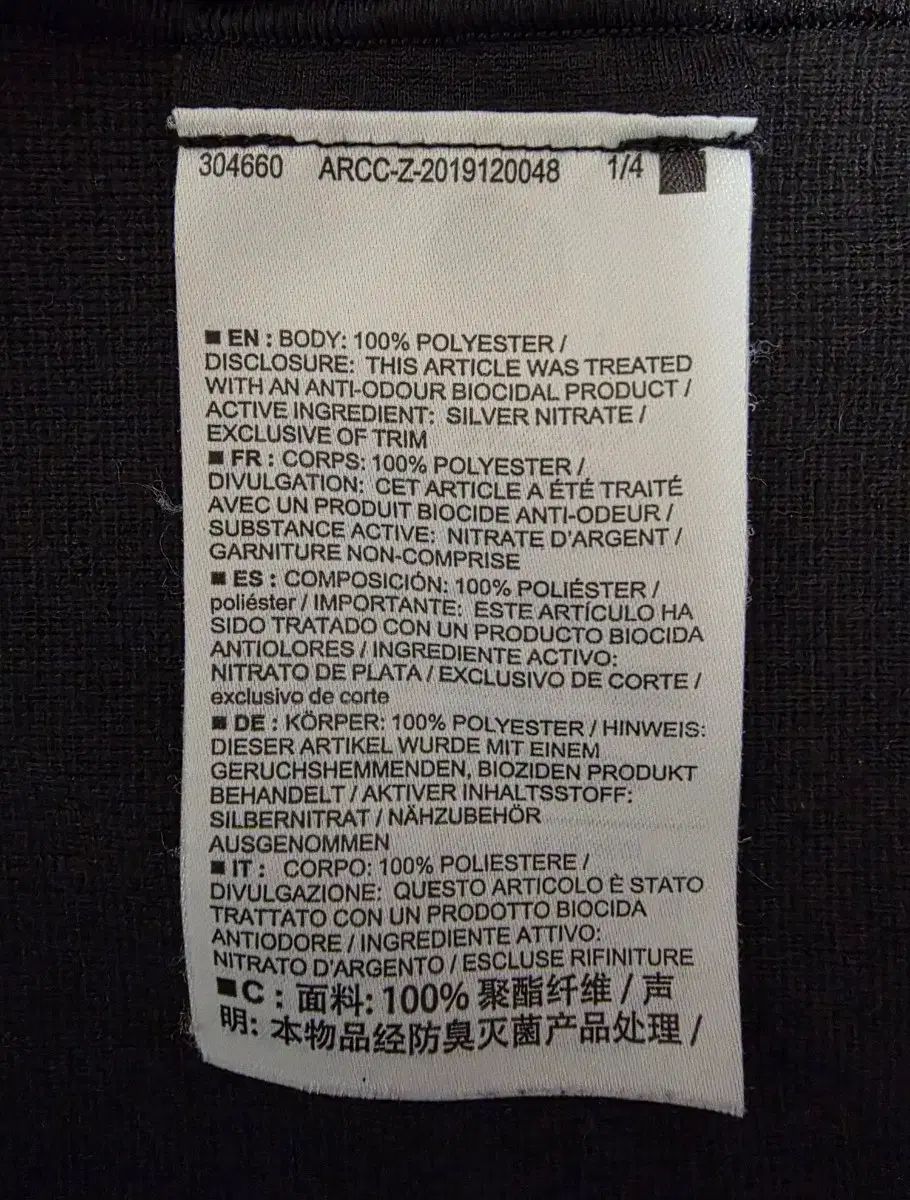 304660 ARCC-Z-2019120048 1/4
■ EN : BODY: 100% POLYESTER /
DISCLOSURE: THIS ARTICLE WAS TREATED
WITH AN ANTI-ODOUR BIOCIDAL PRODUCT /
ACTIVE INGREDIENT: SILVER NITRATE /
EXCLUSIVE OF TRIM
■ FR : CORPS: 100% POLYESTER /
DIVULGATION: CET ARTICLE A ÉTÉ TRAITÉ
AVEC UN PRODUIT BIOCIDE ANTI-ODEUR /
SUBSTANCE ACTIVE: NITRATE D'ARGENT /
GARNITURE NON-COMPRISE
■ ES : COMPOSICIÓN: 100% POLIÉSTER /
poliéster / IMPORTANTE: ESTE ARTÍCULO HA
SIDO TRATADO CON UN PRODUCTO BIOCIDA
ANTIOLORES / INGREDIENTE ACTIVO:
NITRATO DE PLATA / EXCLUSIVO DE CORTE /
exclusivo de corte
■ DE : KÖRPER: 100% POLYESTER / HINWEIS:
DIESER ARTIKEL WURDE MIT EINEM
GERUCHSHEMMENDEN, BIOZIDEN PRODUKT
BEHANDELT / AKTIVER INHALTSSTOFF:
SILBERNITRAT / NÄHZUBEHÖR
AUSGENOMMEN
■ IT : CORPO: 100% POLIESTERE /
DIVULGAZIONE: QUESTO ARTICOLO È STATO
TRATTATO CON UN PRODOTTO BIOCIDA
ANTIODORE / INGREDIENTE ATTIVO:
NITRATO D'ARGENTO / ESCLUSE RIFINITURE
■ C : 面料: 100% 聚酯纤维 / 声
明: 本物品经防臭灭菌产品处理 /